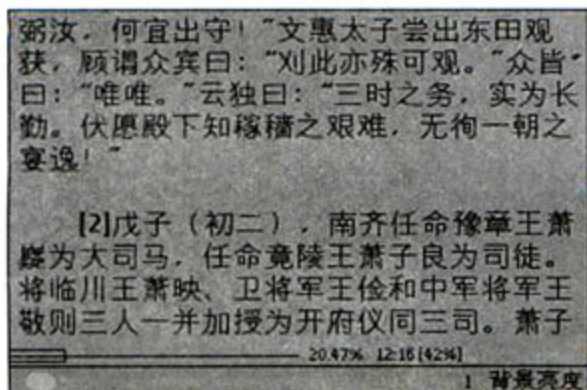 弼汝，何宜出守！”文惠太子尝出东田观
获，顾谓众宾曰：“刈此亦殊可观。”众皆
曰：“唯唯。”云独曰：“三时之务，实为长
勤。伏愿殿下知稼穑之艰难，无徇一朝之
宴逸！”
[2]戊子（初二），南齐任命豫章王萧
嶷为大司马，任命竟陵王萧子良为司徒。
将临川王萧映、卫将军王俭和中军将军王
敬则三人一并加授为开府仪同三司。萧子
20.47% 12:16[42%]
1 背景亮度